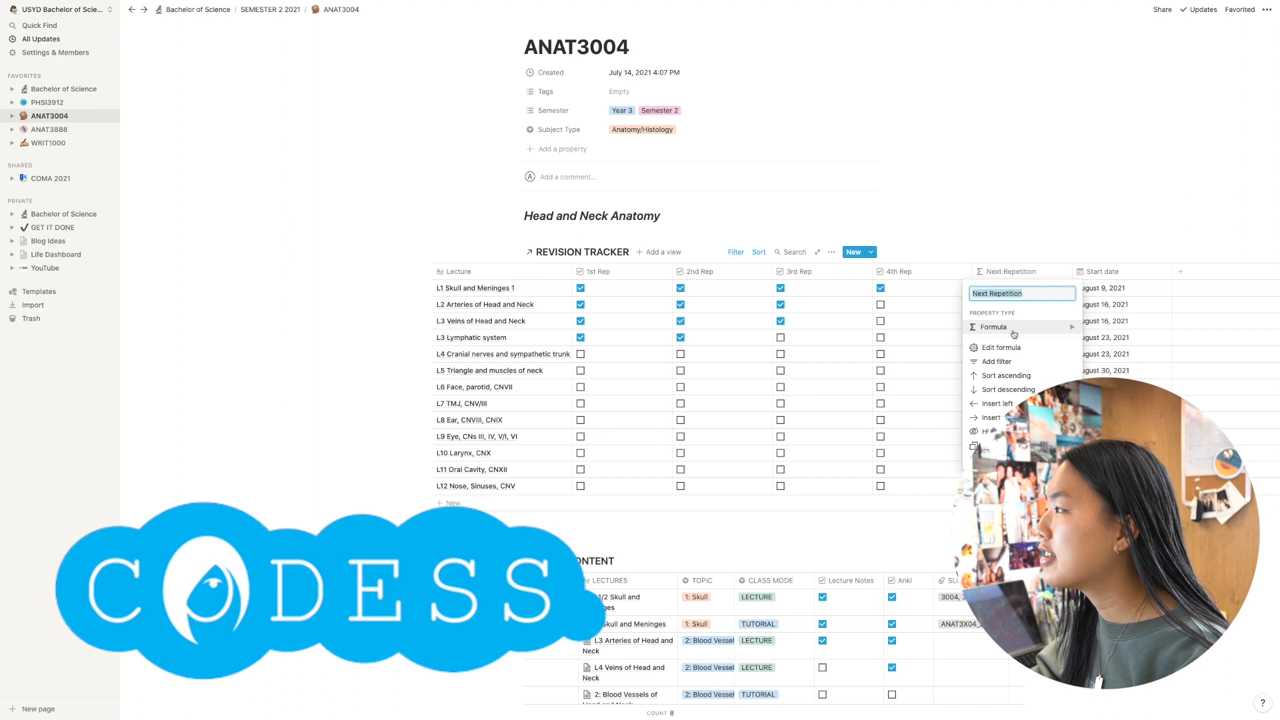 USYD Bachelor of Scie...
Bachelor of Science / SEMESTER 2 2021 / ANAT3004
Share Updates Favorited
Quick Find
All Updates
Settings & Members
FAVORITES
Bachelor of Science
PHSI3912
ANAT3004
ANAT3888
WRIT1000
SHARED
COMA 2021
PRIVATE
Bachelor of Science
GET IT DONE
Blog Ideas
Life Dashboard
YouTube
Templates
Import
Trash
New page
ANAT3004
Created July 14, 2021 4:07 PM
Tags Empty
Semester Year 3 Semester 2
Subject Type Anatomy/Histology
Add a property
A Add a comment...
Head and Neck Anatomy
REVISION TRACKER Add a view Filter Sort Search New
Lecture 1st Rep 2nd Rep 3rd Rep 4th Rep Next Repetition Start date
L1 Skull and Meninges 1 ugust 9, 2021
L2 Arteries of Head and Neck ugust 16, 2021
L3 Veins of Head and Neck ugust 16, 2021
L3 Lymphatic system ugust 23, 2021
L4 Cranial nerves and sympathetic trunk ugust 23, 2021
L5 Triangle and muscles of neck ugust 30, 2021
L6 Face, parotid, CNVII
L7 TMJ, CNV/III
L8 Ear, CNVIII, CNIX
L9 Eye, CNs III, IV, V/I, VI
L10 Larynx, CNX
L11 Oral Cavity, CNXII
L12 Nose, Sinuses, CNV
New
Next Repetition
PROPERTY TYPE
Formula
Edit formula
Add filter
Sort ascending
Sort descending
Insert left
Insert
CODESS
ONTENT
LECTURES TOPIC CLASS MODE Lecture Notes Anki
1/2 Skull and 1: Skull LECTURE 3004,
ges
Skull and Meninges 1: Skull TUTORIAL ANAT3X04_
L3 Arteries of Head and 2: Blood Vessel LECTURE
Neck
L4 Veins of Head and 2: Blood Vessel LECTURE
Neck
2: Blood Vessels of 2: Blood Vessel TUTORIAL
COUNT 8
?